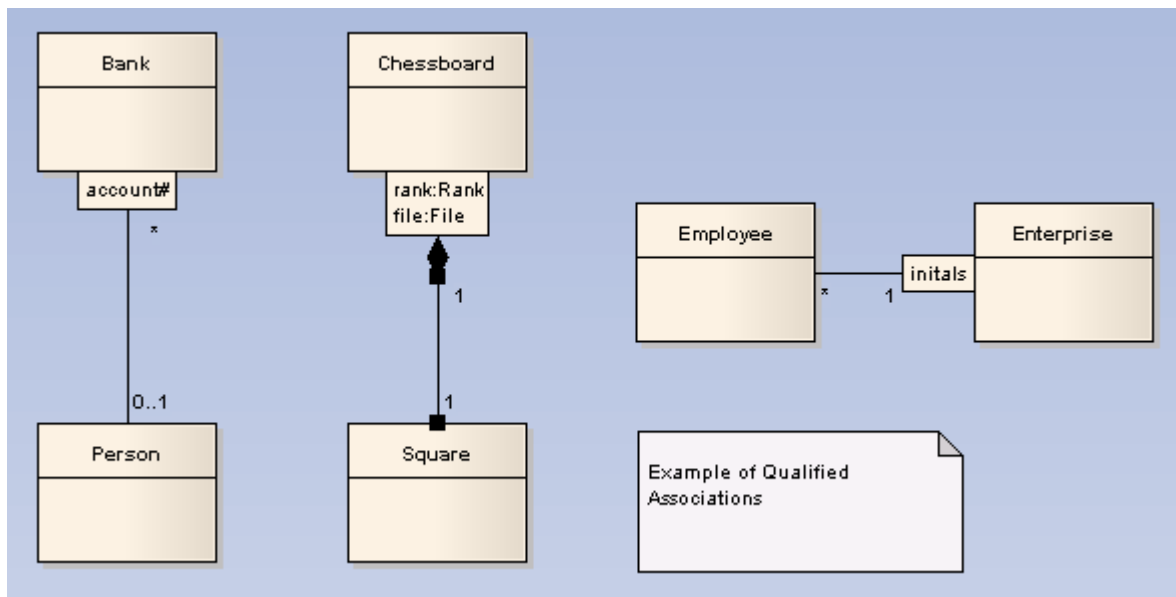 Bank
account#
*
0..1
Person
Chessboard
rank:Rank
file:File
1
1
Square
Employee
*
1
initals
Enterprise
Example of Qualified
Associations